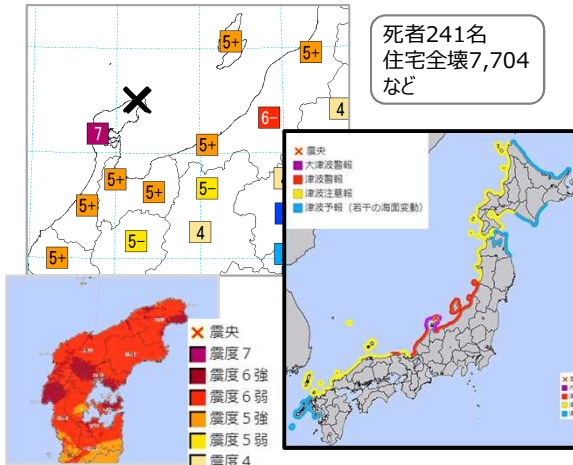 死者241名
住宅全壊7,704
など
5+
5+
7
6-
4
5+
5+
5+
5-
5+
5-
4
震央
大津波警報
津波警報
津波注意報
津波予報（若干の海面変動）
震央
震度７
震度６強
震度６弱
震度５強
震度５弱
震度４